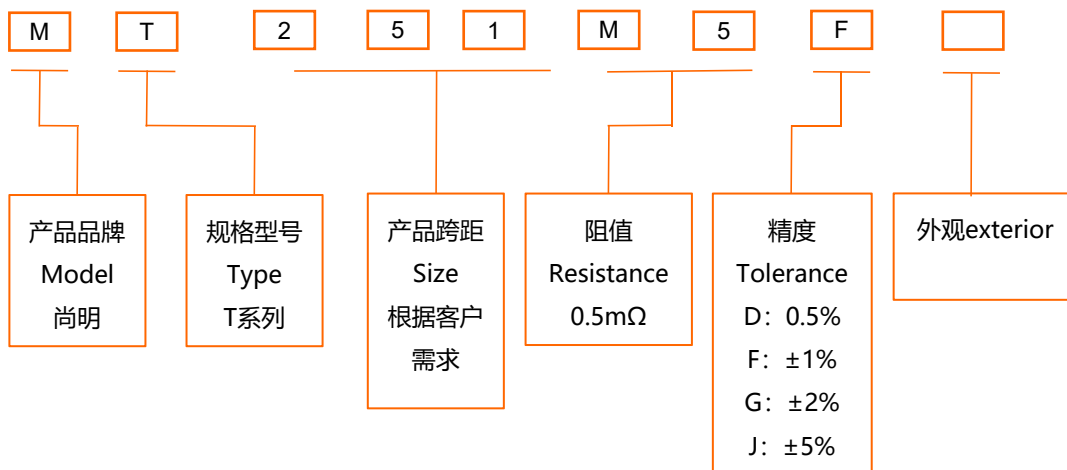 M T 2 5 1 M 5 F
产品品牌
Model
尚明
规格型号
Type
T系列
产品跨距
Size
根据客户
需求
阻值
Resistance
0.5mΩ
精度
Tolerance
D：0.5%
F：±1%
G：±2%
J：±5%
外观exterior